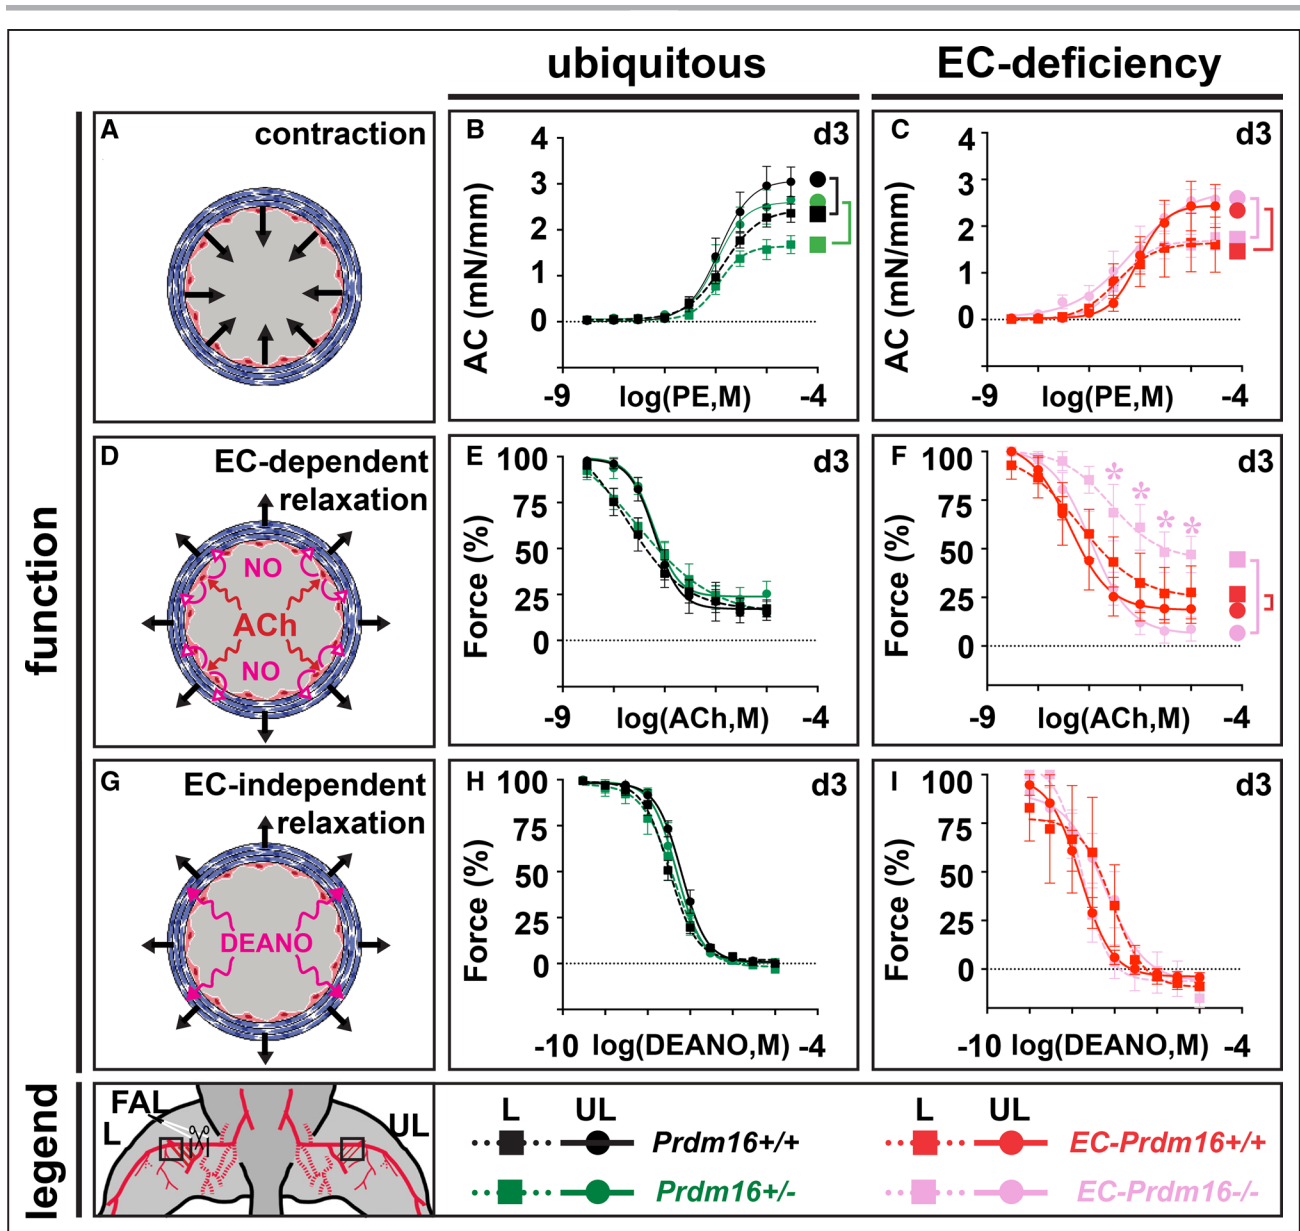 ubiquitous
EC-deficiency
function
A
contraction
B
d3
AC (mN/mm)
4
3
2
1
0
-9
log(PE,M)
-4
C
d3
AC (mN/mm)
4
3
2
1
0
-9
log(PE,M)
-4
D
EC-dependent
relaxation
NO
ACh
NO
E
d3
Force (%)
100
75
50
25
0
-9
log(ACh,M)
-4
F
d3
Force (%)
100
75
50
25
0
* * * *
-9
log(ACh,M)
-4
G
EC-independent
relaxation
DEANO
H
d3
Force (%)
100
75
50
25
0
-10
log(DEANO,M)
-4
I
d3
Force (%)
100
75
50
25
0
-10
log(DEANO,M)
-4
legend
FAL
L
UL
L
UL
Prdm16+/+
Prdm16+/-
L
UL
EC-Prdm16+/+
EC-Prdm16-/-